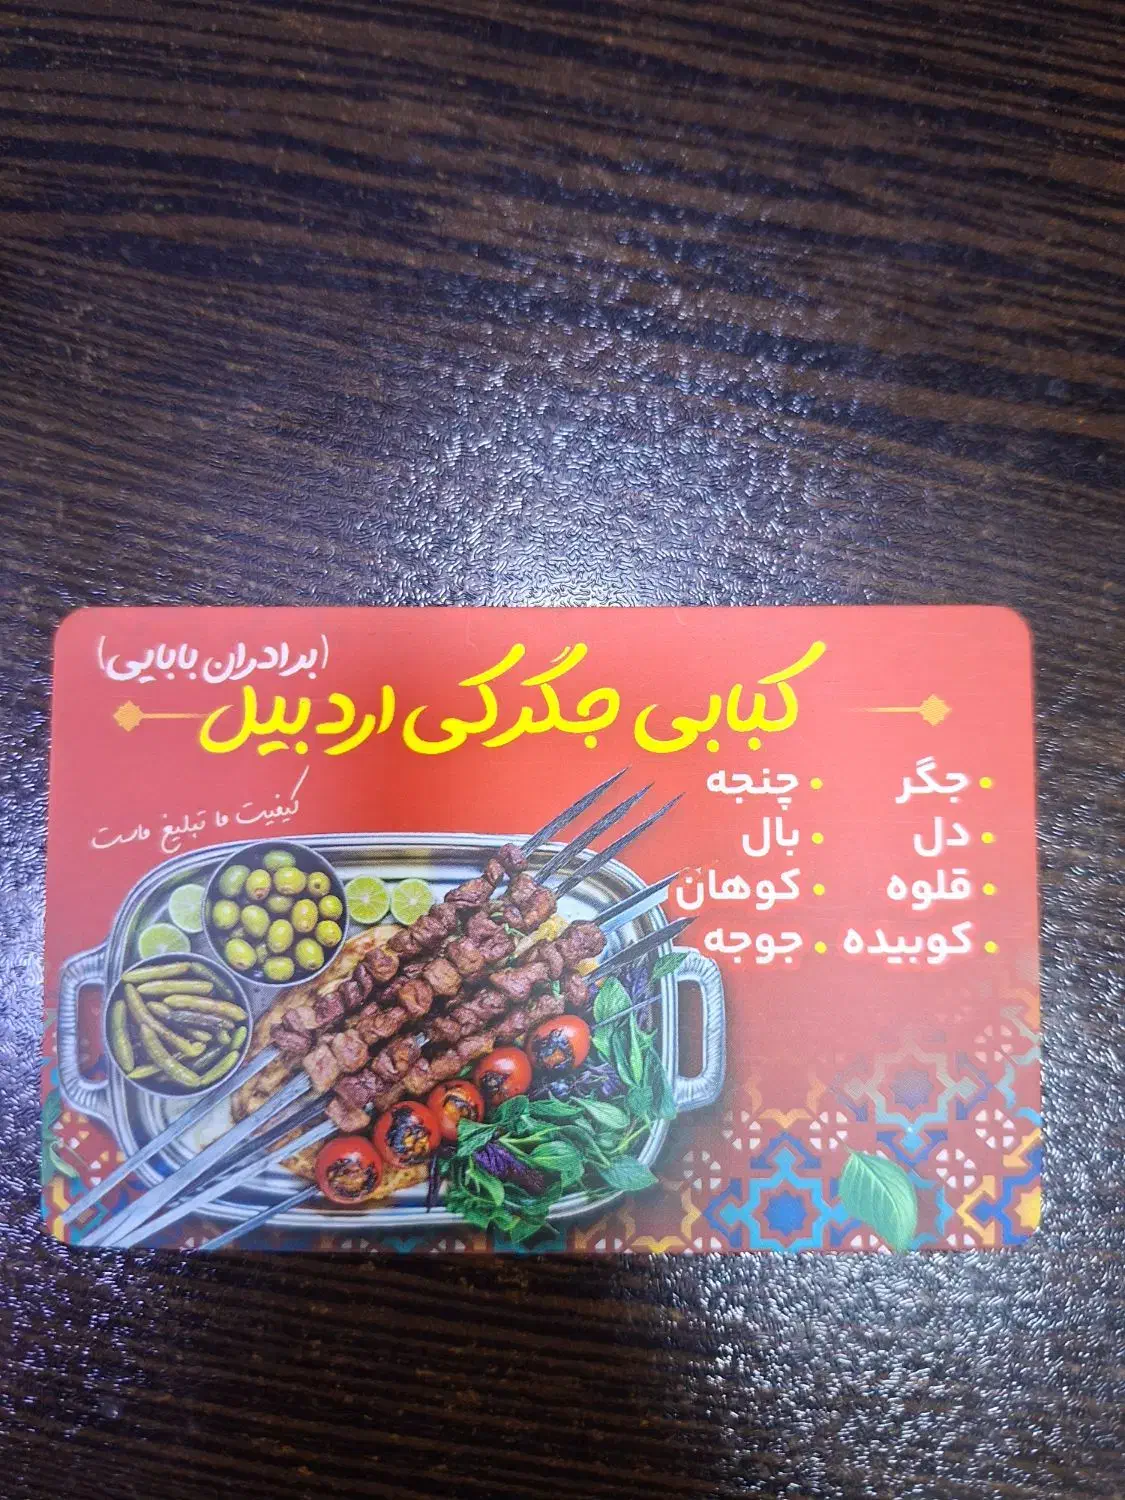 (برادران بابایی)
کبابی جگرکی اردبیل
کیفیت ما تبلیغ ماست
• جگر
• دل
• قلوه
• کوبیده
• چنجه
• بال
• کوهان
• جوجه